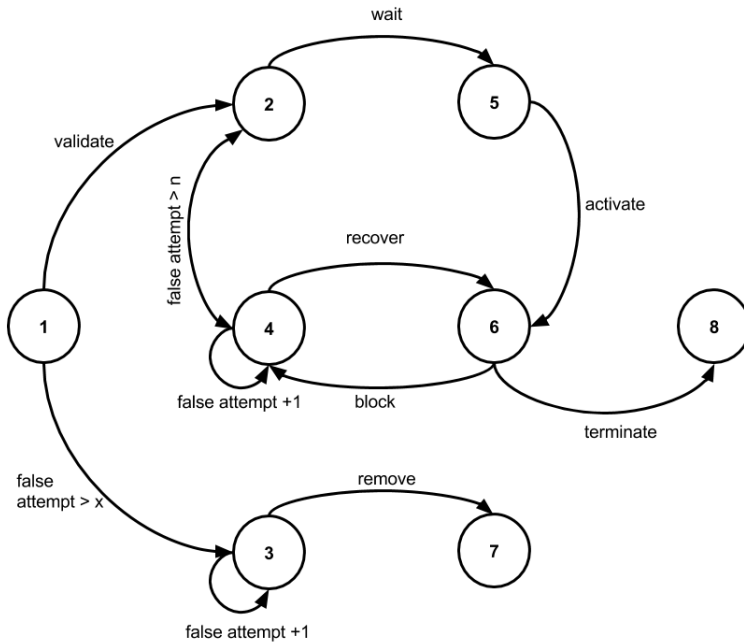 wait
2
5
validate
false attempt > n
activate
recover
1
4
6
8
false attempt +1
block
terminate
false
attempt > x
remove
3
7
false attempt +1